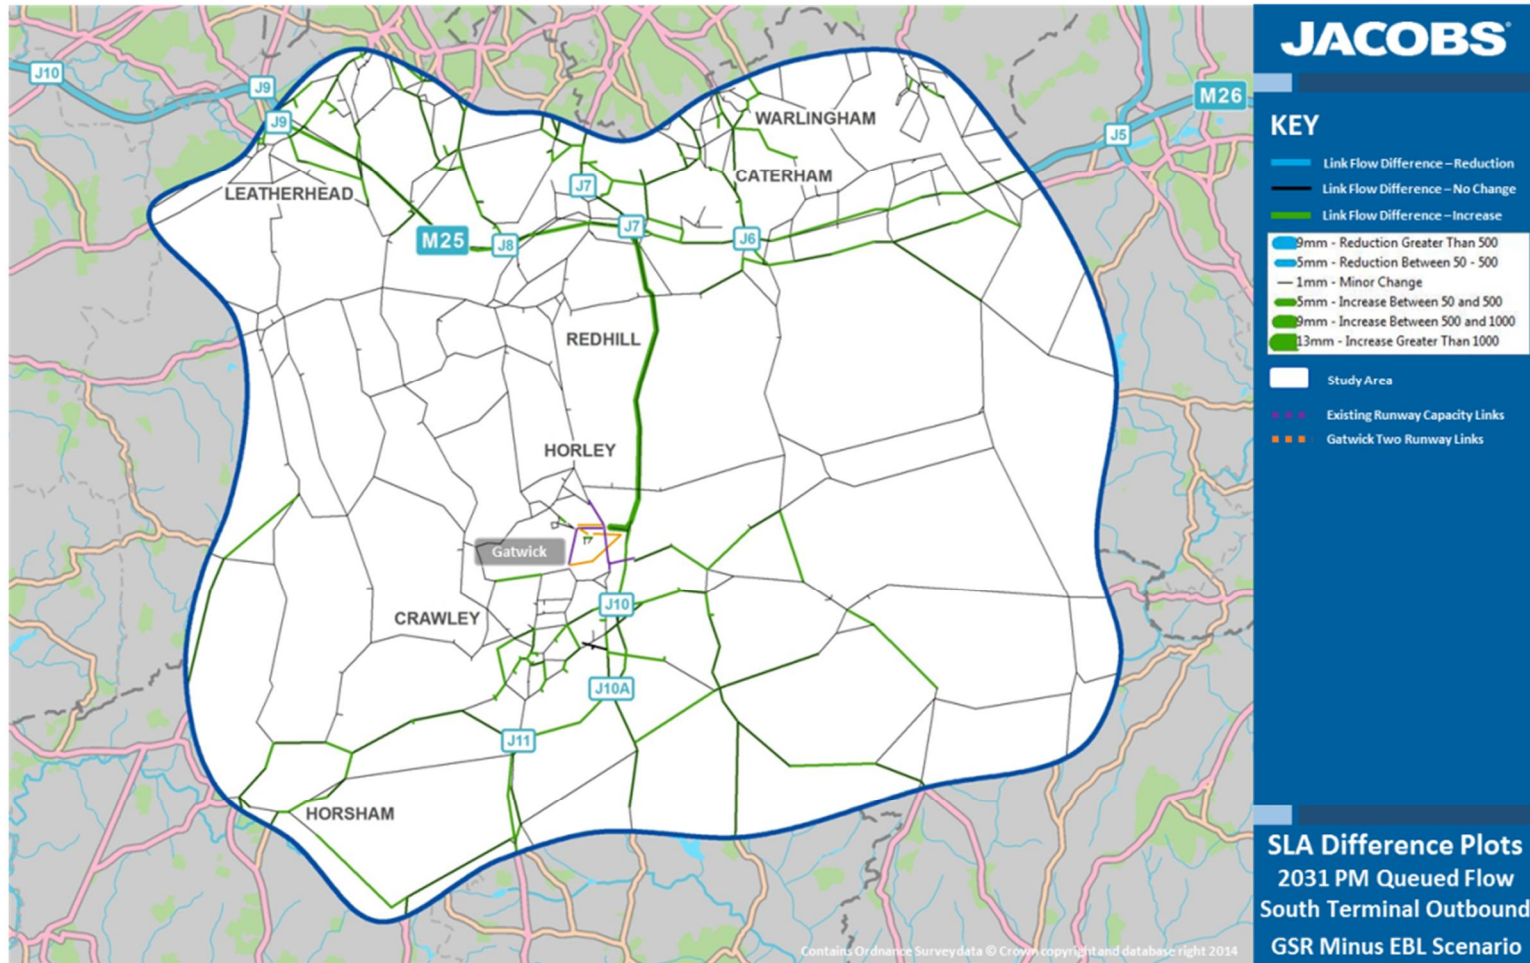 J10
J9
J9
LEATHERHEAD
M25
J8
J7
J7
J6
WARLINGHAM
CATERHAM
J5
M26
REDHILL
HORLEY
Gatwick
CRAWLEY
J10
J10A
J11
HORSHAM
Contains Ordnance Survey data © Crown copyright and database right 2014
JACOBS
KEY
Link Flow Difference – Reduction
Link Flow Difference – No Change
Link Flow Difference – Increase
9mm - Reduction Greater Than 500
5mm - Reduction Between 50 - 500
1mm - Minor Change
5mm - Increase Between 50 and 500
9mm - Increase Between 500 and 1000
13mm - Increase Greater Than 1000
Study Area
Existing Runway Capacity Links
Gatwick Two Runway Links
SLA Difference Plots
2031 PM Queued Flow
South Terminal Outbound
GSR Minus EBL Scenario